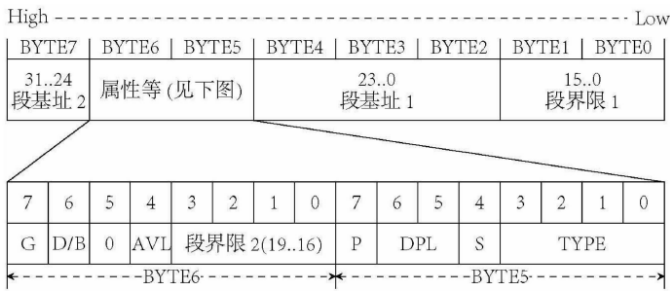 High Low
BYTE7 BYTE6 BYTE5 BYTE4 BYTE3 BYTE2 BYTE1 BYTE0
31..24 属性等(见下图) 23..0 15..0
段基址 2 段基址 1 段界限 1
7 6 5 4 3 2 1 0 7 6 5 4 3 2 1 0
G D/B 0 AVL 段界限 2(19..16) P DPL S TYPE
BYTE6 BYTE5